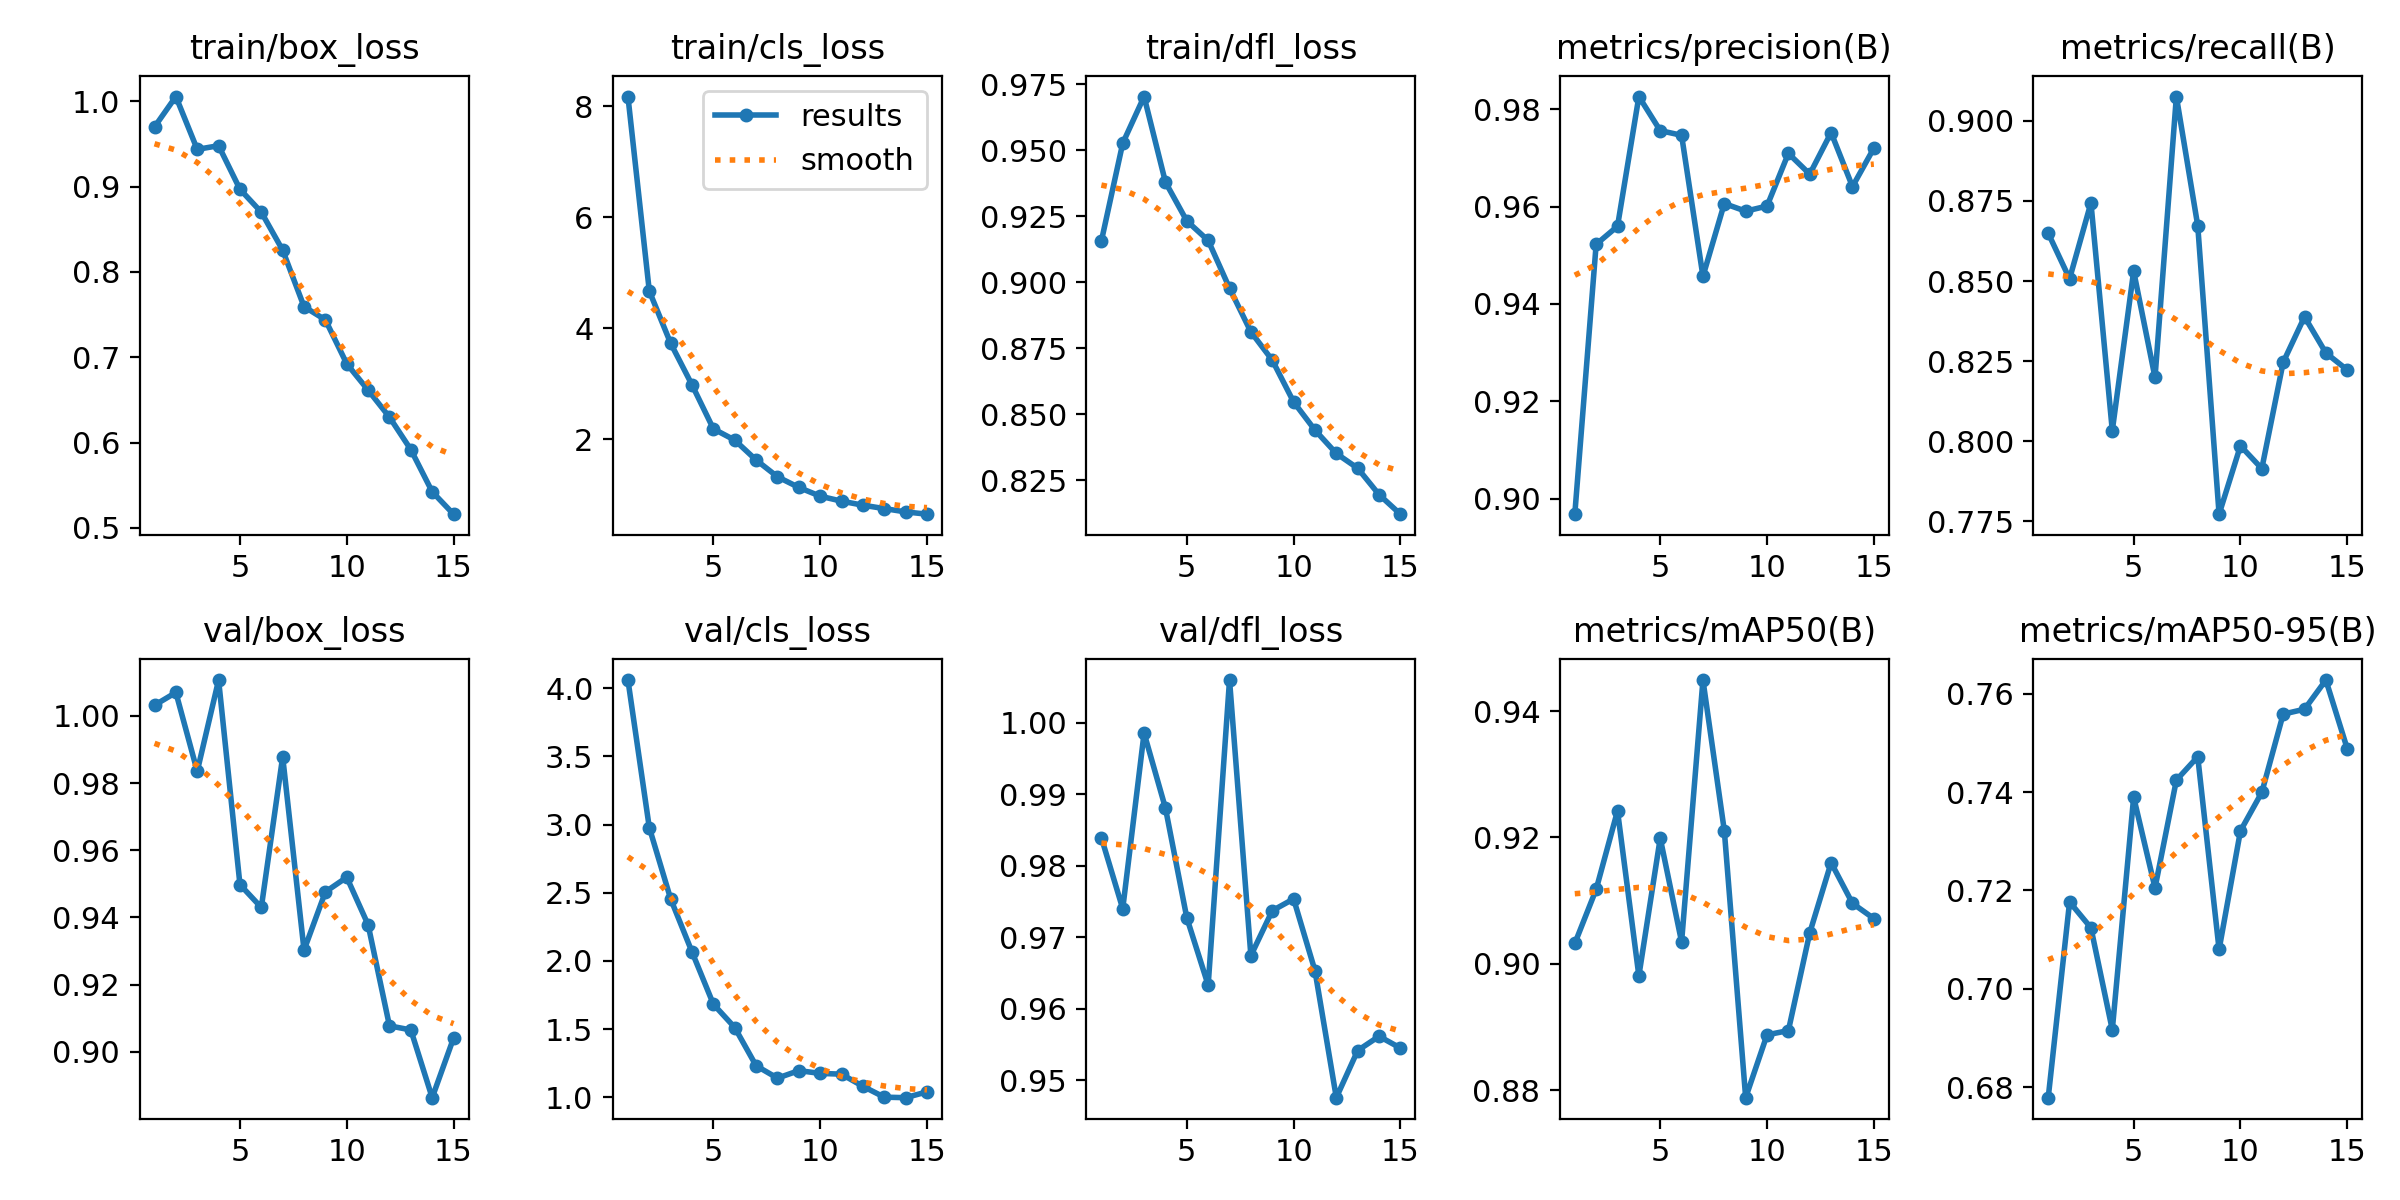 train/box_loss
1.0
0.9
0.8
0.7
0.6
0.5
5 10 15
train/cls_loss
results
smooth
8
6
4
2
5 10 15
train/dfl_loss
0.975
0.950
0.925
0.900
0.875
0.850
0.825
5 10 15
metrics/precision(B)
0.98
0.96
0.94
0.92
0.90
5 10 15
metrics/recall(B)
0.900
0.875
0.850
0.825
0.800
0.775
5 10 15
val/box_loss
1.00
0.98
0.96
0.94
0.92
0.90
5 10 15
val/cls_loss
4.0
3.5
3.0
2.5
2.0
1.5
1.0
5 10 15
val/dfl_loss
1.00
0.99
0.98
0.97
0.96
0.95
5 10 15
metrics/mAP50(B)
0.94
0.92
0.90
0.88
5 10 15
metrics/mAP50-95(B)
0.76
0.74
0.72
0.70
0.68
5 10 15